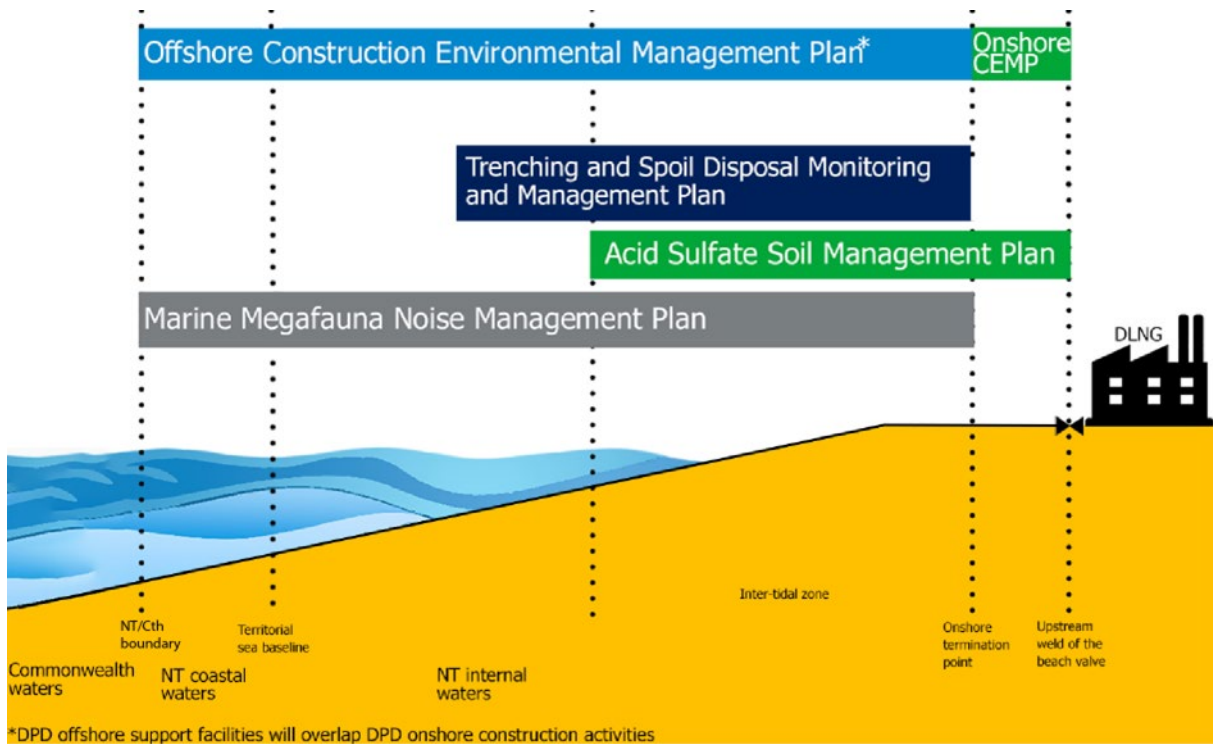 Offshore Construction Environmental Management Plan*
Onshore
CEMP
Trenching and Spoil Disposal Monitoring
and Management Plan
Acid Sulfate Soil Management Plan
Marine Megafauna Noise Management Plan
DLNG
Inter-tidal zone
NT/Cth
boundary
Territorial
sea baseline
Onshore
termination
point
Upstream
weld of the
beach valve
Commonwealth
waters
NT coastal
waters
NT internal
waters
*DPD offshore support facilities will overlap DPD onshore construction activities